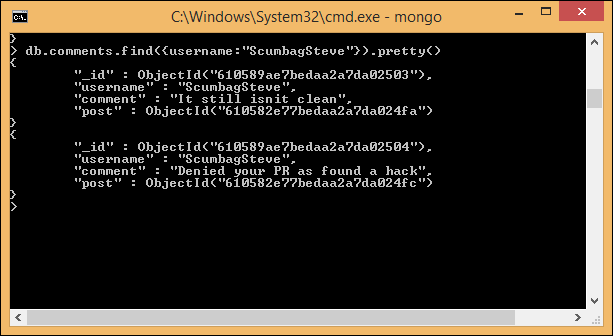 C:\Windows\System32\cmd.exe - mongo
}
> db.comments.find({username:"ScumbagSteve"}).pretty()
{
"_id" : ObjectId("610589ae7bedaa2a7da02503"),
"username" : "ScumbagSteve",
"comment" : "It still isnit clean",
"post" : ObjectId("610582e77bedaa2a7da024fa")
}
{
"_id" : ObjectId("610589ae7bedaa2a7da02504"),
"username" : "ScumbagSteve",
"comment" : "Denied your PR as found a hack",
"post" : ObjectId("610582e77bedaa2a7da024fc")
}
>